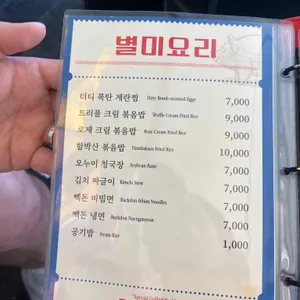 별미요리
더티 폭탄 계란찜 Dirty Bomb steamed Eggs 7,000
트러플 크림 볶음밥 Truffle Cream Fried Rice 9,000
로제 크림 볶음밥 Rose Cream Fried Rice 9,000
함박산 볶음밥 Hambaksan Fried Rice 10,000
오누이 청국장 Soybean Paste 7,000
김치 짜글이 Kimchi Stew 7,000
백돈 비빔면 Backdon Bibim Noodles 7,000
백돈 냉면 Backdon Naengmyeon 7,000
공기밥 Steam Rice 1,000